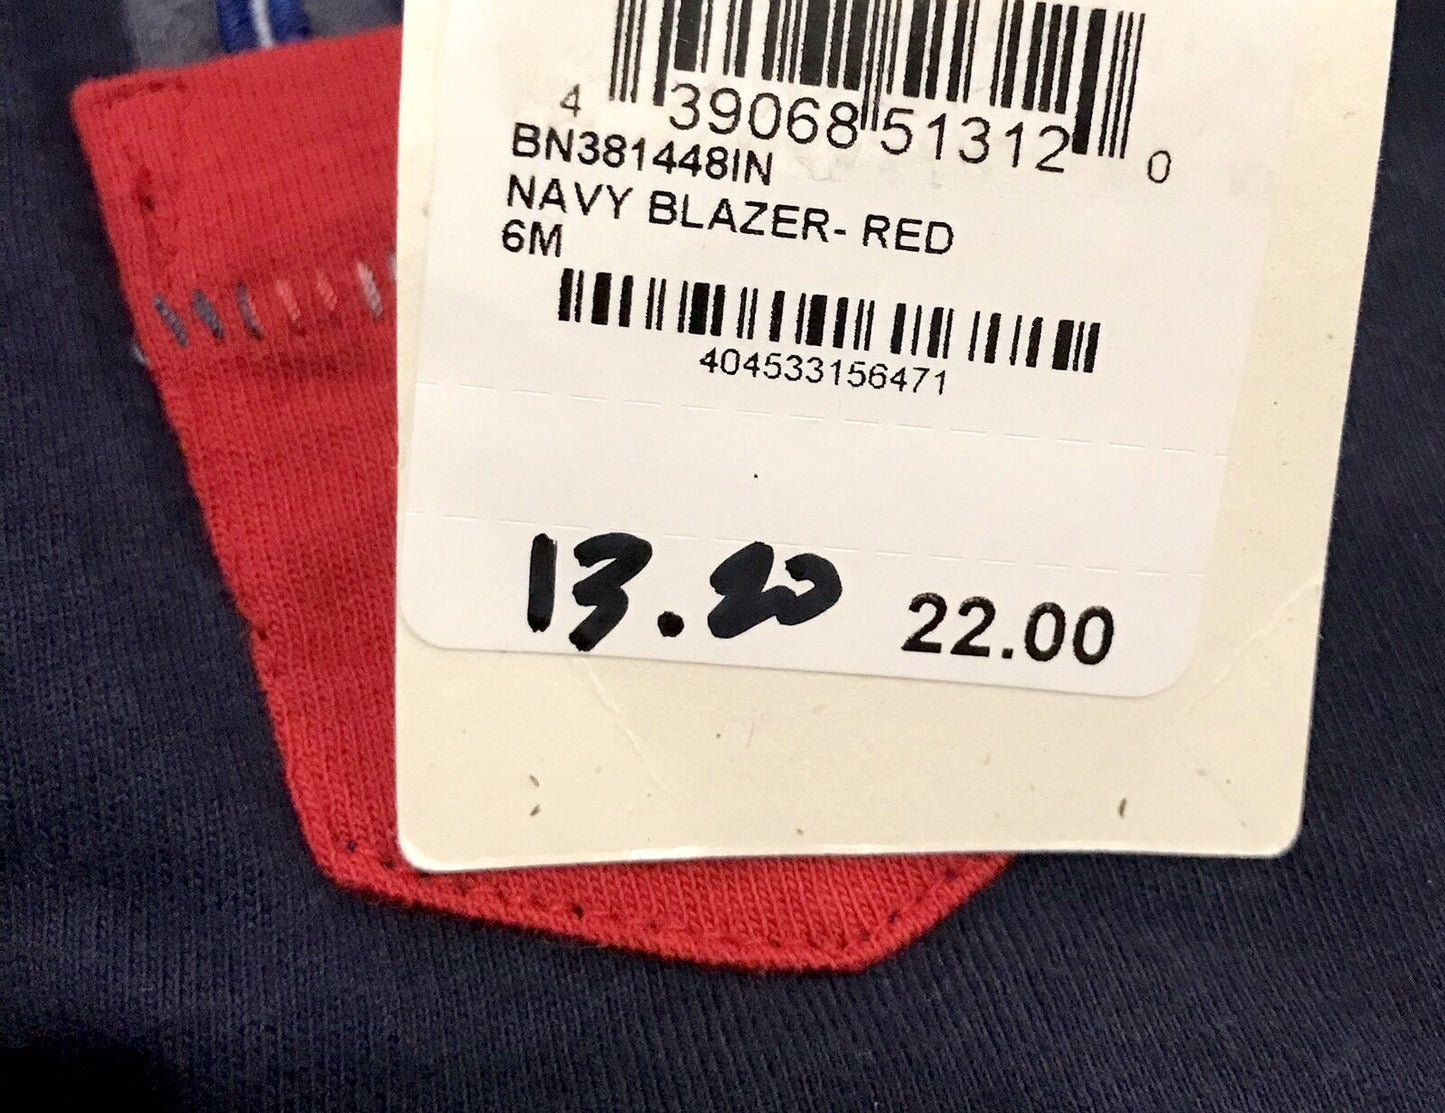 4 39068 51312 0
BN381448IN
NAVY BLAZER- RED
6M
404533156471
13.20 22.00